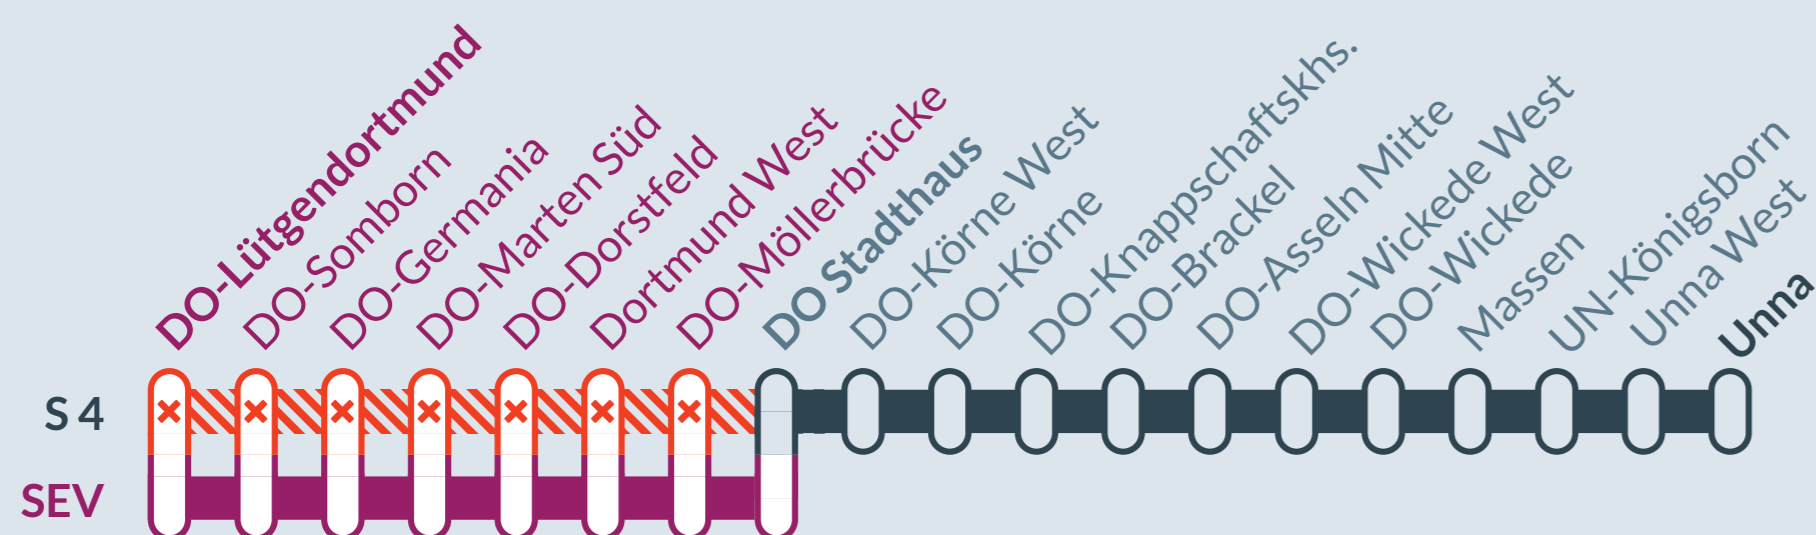 DO-Lütgendortmund
DO-Somborn
DO-Germania
DO-Marten Süd
DO-Dorstfeld
Dortmund West
DO-Möllerbrücke
DO Stadthaus
DO-Körne West
DO-Körne
DO-Knappschaftskhs.
DO-Brackel
DO-Asseln Mitte
DO-Wickede West
DO-Wickede
Massen
UN-Königsborn
Unna West
Unna
S 4
SEV